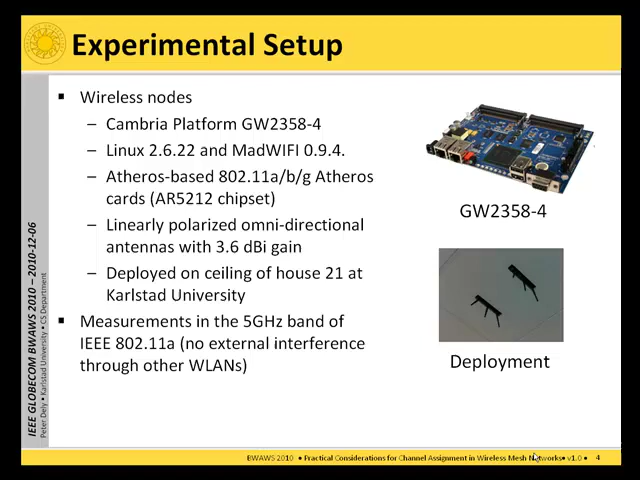 Experimental Setup
▪ Wireless nodes
– Cambria Platform GW2358-4
– Linux 2.6.22 and MadWIFI 0.9.4.
– Atheros-based 802.11a/b/g Atheros
cards (AR5212 chipset)
– Linearly polarized omni-directional
antennas with 3.6 dBi gain
– Deployed on ceiling of house 21 at
Karlstad University
▪ Measurements in the 5GHz band of
IEEE 802.11a (no external interference
through other WLANs)
GW2358-4
Deployment
IEEE GLOBECOM BWAWS 2010 – 2010-12-06
Peter Dely • Karlstad University • CS Department
BWAWS 2010 • Practical Considerations for Channel Assignment in Wireless Mesh Networks • v1.0 • 4